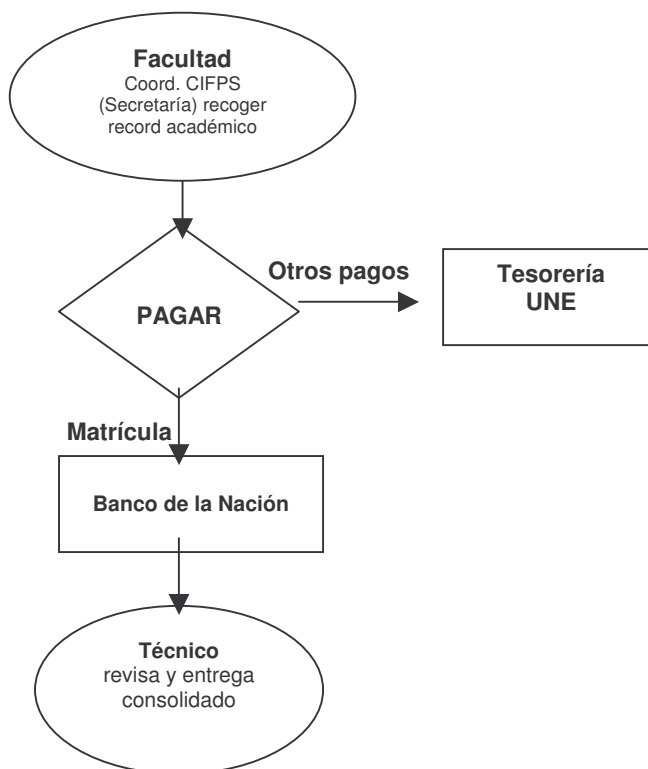 Facultad
Coord. CIFPS
(Secretaría) recoger
record académico
Otros pagos
Tesorería
UNE
PAGAR
Matrícula
Banco de la Nación
Técnico
revisa y entrega
consolidado